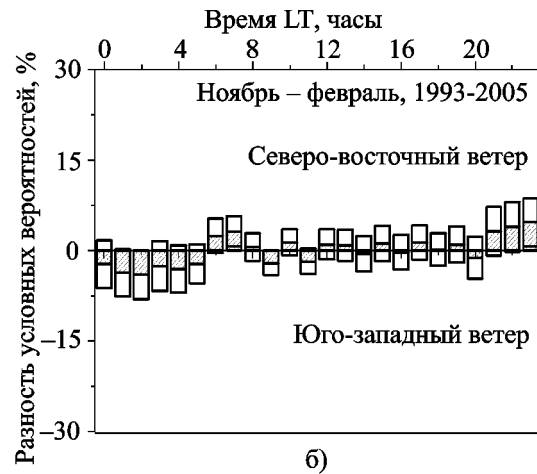 Время LT, часы
0 4 8 12 16 20
Разность условных вероятностей, %
30
15
0
–15
–30
Ноябрь – февраль, 1993-2005
Северо-восточный ветер
Юго-западный ветер
б)